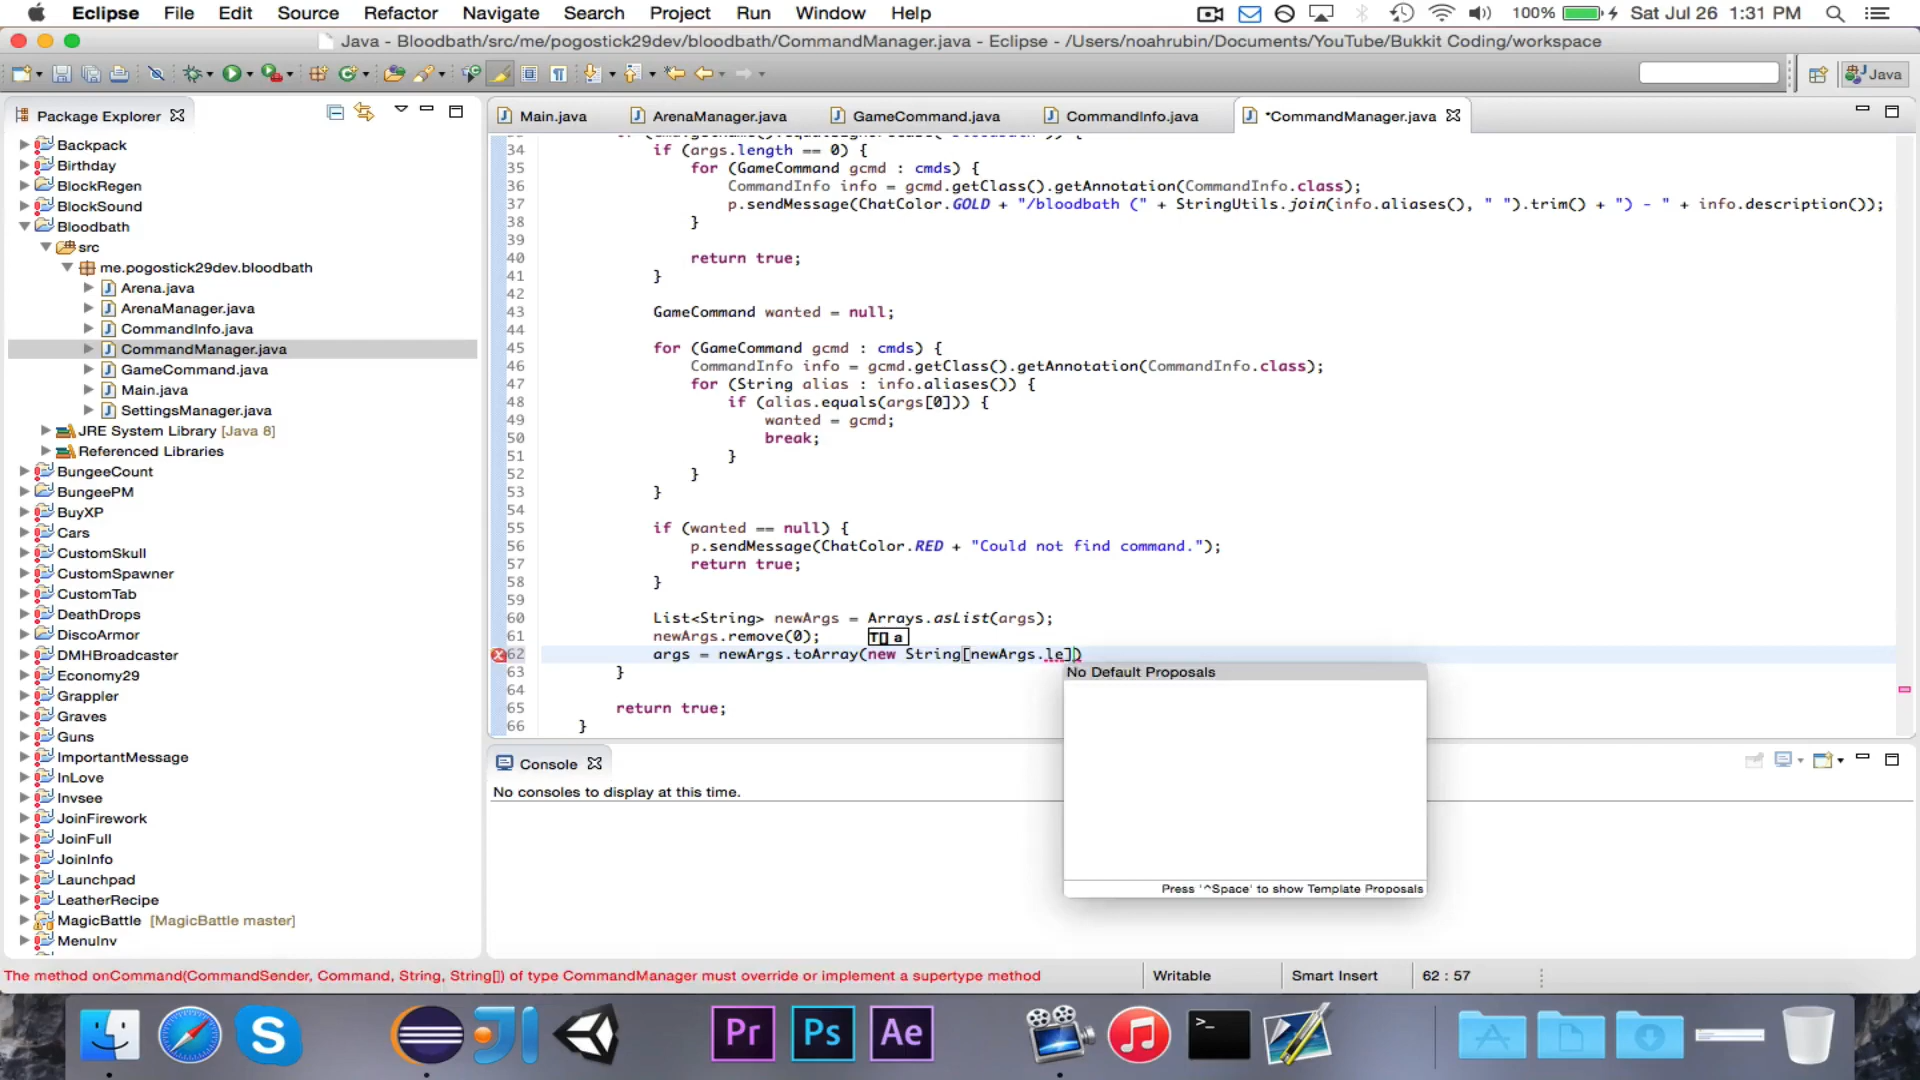 Eclipse File Edit Source Refactor Navigate Search Project Run Window Help 100% Sat Jul 26 1:31 PM
Java - Bloodbath/src/me/pogostick29dev/bloodbath/CommandManager.java - Eclipse - /Users/noahrubin/Documents/YouTube/Bukkit Coding/workspace
Java
Package Explorer
Backpack
Birthday
BlockRegen
BlockSound
Bloodbath
src
me.pogostick29dev.bloodbath
Arena.java
ArenaManager.java
CommandInfo.java
CommandManager.java
GameCommand.java
Main.java
SettingsManager.java
JRE System Library [Java 8]
Referenced Libraries
BungeeCount
BungeePM
BuyXP
Cars
CustomSkull
CustomSpawner
CustomTab
DeathDrops
DiscoArmor
DMHBroadcaster
Economy29
Grappler
Graves
Guns
ImportantMessage
InLove
Invsee
JoinFirework
JoinFull
JoinInfo
Launchpad
LeatherRecipe
MagicBattle [MagicBattle master]
MenuInv
Main.java ArenaManager.java GameCommand.java CommandInfo.java *CommandManager.java
34 if (args.length == 0) {
35 for (GameCommand gcmd : cmds) {
36 CommandInfo info = gcmd.getClass().getAnnotation(CommandInfo.class);
37 p.sendMessage(ChatColor.GOLD + "/bloodbath (" + StringUtils.join(info.aliases(), " ").trim() + ") - " + info.description());
38 }
39
40 return true;
41 }
42
43 GameCommand wanted = null;
44
45 for (GameCommand gcmd : cmds) {
46 CommandInfo info = gcmd.getClass().getAnnotation(CommandInfo.class);
47 for (String alias : info.aliases()) {
48 if (alias.equals(args[0])) {
49 wanted = gcmd;
50 break;
51 }
52 }
53 }
54
55 if (wanted == null) {
56 p.sendMessage(ChatColor.RED + "Could not find command.");
57 return true;
58 }
59
60 List<String> newArgs = Arrays.asList(args);
61 newArgs.remove(0); T[] a
62 args = newArgs.toArray(new String[newArgs.le])
63 }
64
65 return true;
66 }
No Default Proposals
Press '^Space' to show Template Proposals
Console
No consoles to display at this time.
The method onCommand(CommandSender, Command, String, String[]) of type CommandManager must override or implement a supertype method Writable Smart Insert 62 : 57
S Pr Ps Ae >_